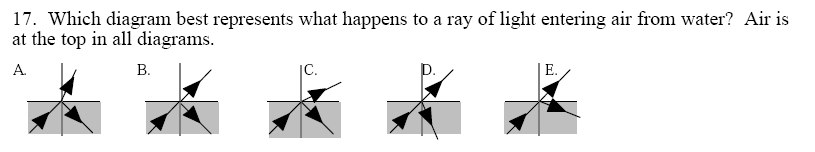 17. Which diagram best represents what happens to a ray of light entering air from water? Air is
at the top in all diagrams.
A. B. C. D. E.